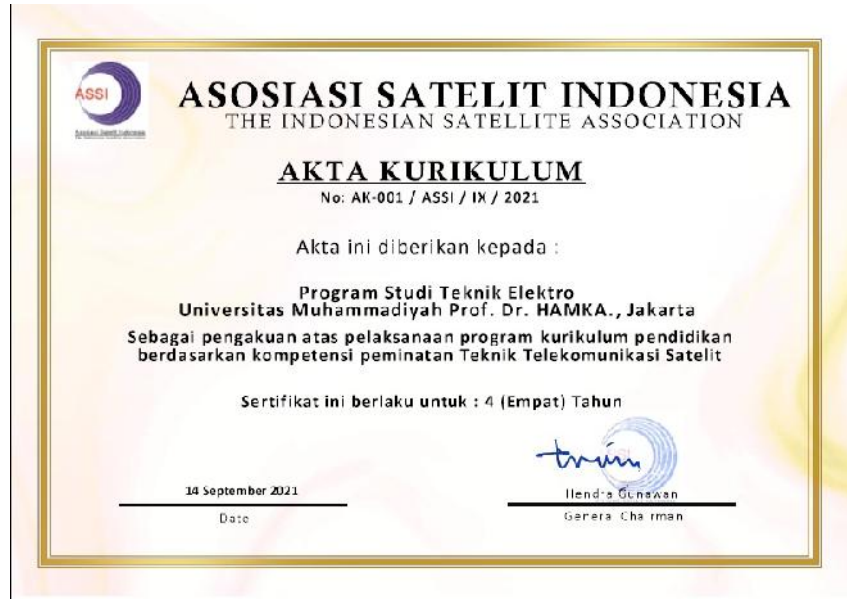 ASSI
ASOSIASI SATELIT INDONESIA
THE INDONESIAN SATELLITE ASSOCIATION
AKTA KURIKULUM
No: AK-001 / ASSI / IX / 2021
Akta ini diberikan kepada :
Program Studi Teknik Elektro
Universitas Muhammadiyah Prof. Dr. HAMKA., Jakarta
Sebagai pengakuan atas pelaksanaan program kurikulum pendidikan
berdasarkan kompetensi peminatan Teknik Telekomunikasi Satelit
Sertifikat ini berlaku untuk : 4 (Empat) Tahun
14 September 2021
Date
Hendra Gunawan
General Chairman